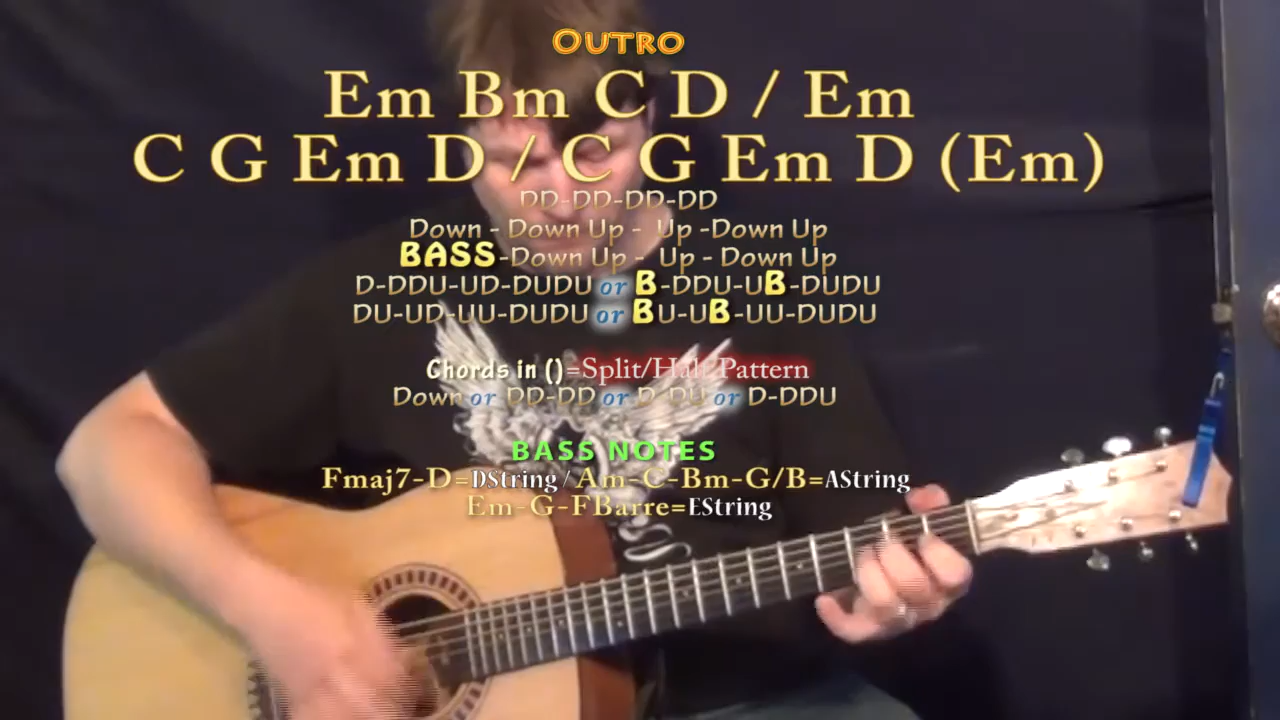 Outro
Em Bm C D / Em
C G Em D / C G Em D (Em)
DD-DD-DD-DD
Down - Down Up - Up -Down Up
BASS-Down Up - Up - Down Up
D-DDU-UD-DUDU or B-DDU-UB-DUDU
DU-UD-UU-DUDU or BU-UB-UU-DUDU
Chords in ()=Split/Half Pattern
Down or DD-DD or D-DU or D-DDU
BASS NOTES
Fmaj7-D=DString / Am-C-Bm-G/B=AString
Em-G-FBarre=EString